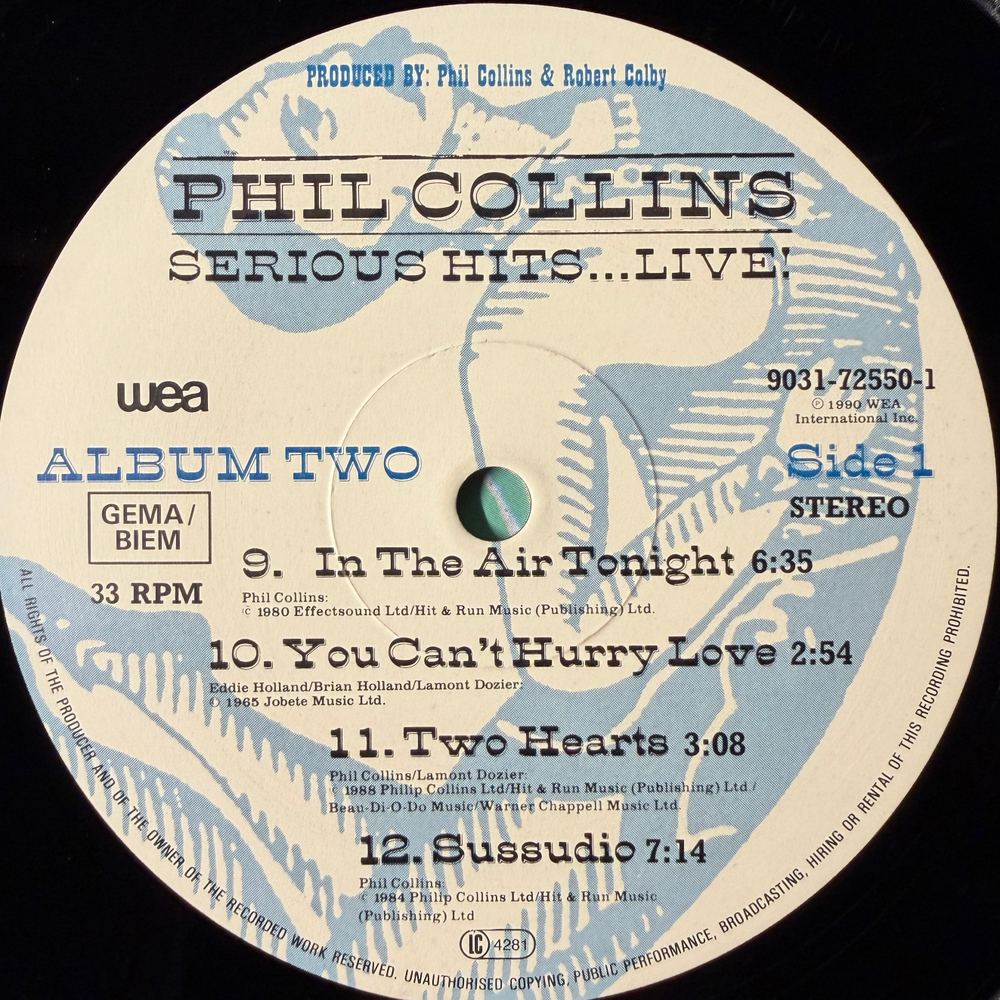 PRODUCED BY: Phil Collins & Robert Colby
PHIL COLLINS
SERIOUS HITS...LIVE!
wea
9031-72550-1
℗ 1990 WEA
International Inc.
ALBUM TWO
Side 1
GEMA/
BIEM
STEREO
33 RPM
9. In The Air Tonight 6:35
Phil Collins:
© 1980 Effectsound Ltd/Hit & Run Music (Publishing) Ltd.
10. You Can't Hurry Love 2:54
Eddie Holland/Brian Holland/Lamont Dozier:
© 1965 Jobete Music Ltd.
11. Two Hearts 3:08
Phil Collins/Lamont Dozier:
© 1988 Philip Collins Ltd/Hit & Run Music (Publishing) Ltd./
Beau-Di-O-Do Music/Warner Chappell Music Ltd.
12. Sussudio 7:14
Phil Collins:
© 1984 Philip Collins Ltd/Hit & Run Music
(Publishing) Ltd
LC 4281
ALL RIGHTS OF THE PRODUCER AND OF THE OWNER OF THE RECORDED WORK RESERVED. UNAUTHORISED COPYING, PUBLIC PERFORMANCE, BROADCASTING, HIRING OR RENTAL OF THIS RECORDING PROHIBITED.